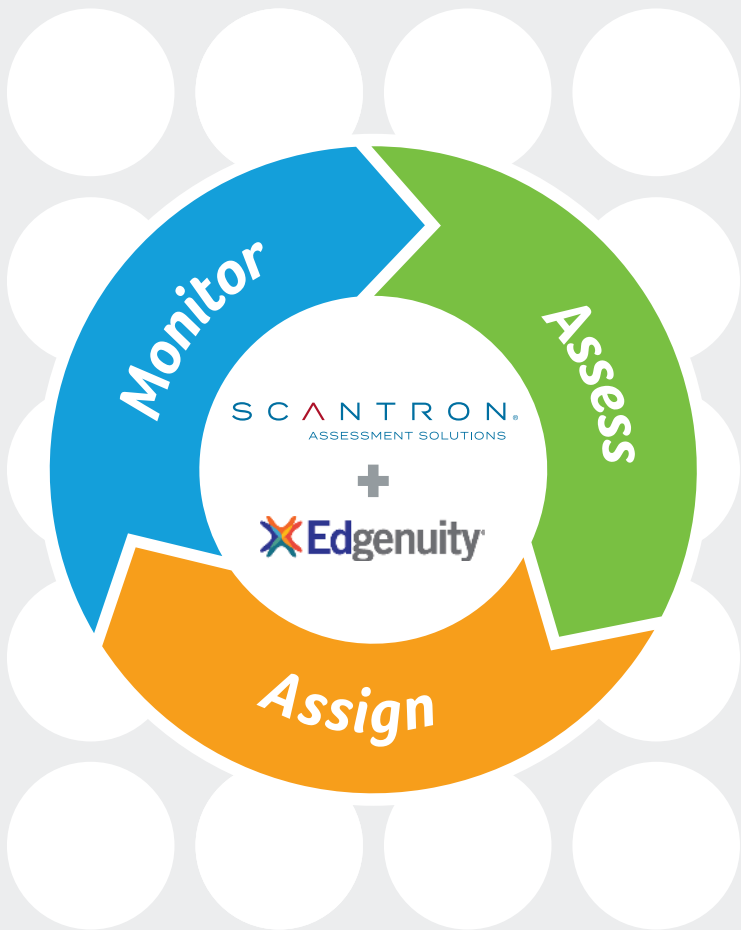 Monitor
Assess
SCANTRON®
ASSESSMENT SOLUTIONS
+
Edgenuity®
Assign